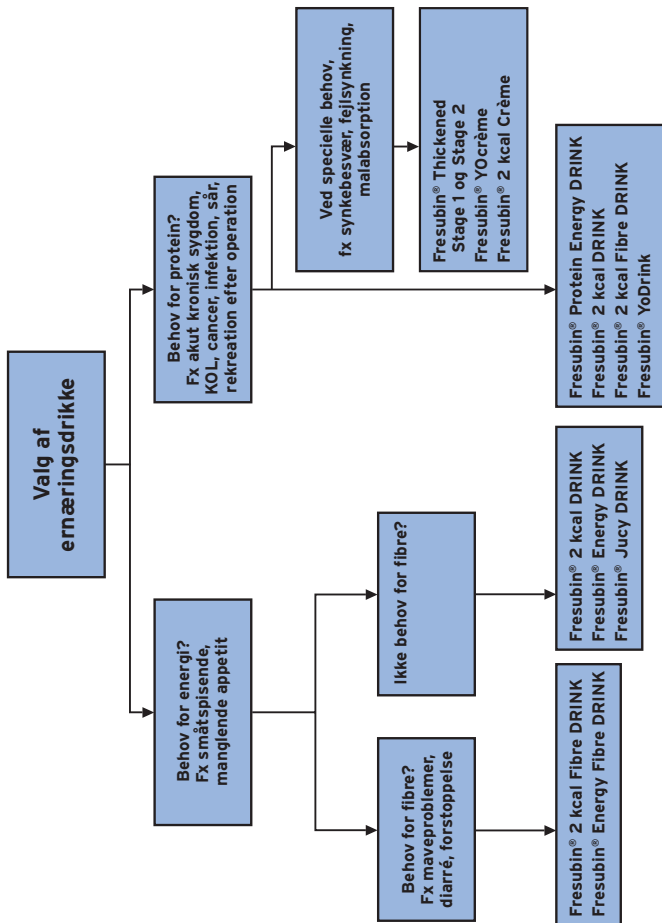 Valg af
ernæringsdrikke
Behov for energi?
Fx småtspisende,
manglende appetit
Behov for protein?
Fx akut kronisk sygdom,
KOL, cancer, infektion, sår,
rekreation efter operation
Behov for fibre?
Fx maveproblemer,
diarré, forstoppelse
Ikke behov for fibre?
Ved specielle behov,
fx synkebesvær, fejlsynkning,
malabsorption
Fresubin® Thickened
Stage 1 og Stage 2
Fresubin® YOcrème
Fresubin® 2 kcal Crème
Fresubin® 2 kcal Fibre DRINK
Fresubin® Energy Fibre DRINK
Fresubin® 2 kcal DRINK
Fresubin® Energy DRINK
Fresubin® Jucy DRINK
Fresubin® Protein Energy DRINK
Fresubin® 2 kcal DRINK
Fresubin® 2 kcal Fibre DRINK
Fresubin® YoDrink